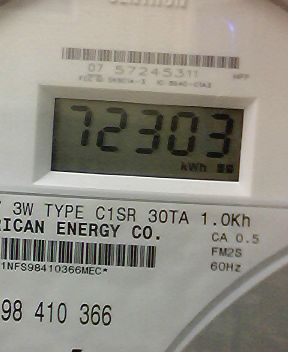 07 57245311
72303
kWh
3W TYPE C1SR 30TA 1.0Kh
RICAN ENERGY CO.
CA 0.5
FM2S
1NFS98410366MEC*
60Hz
98 410 366